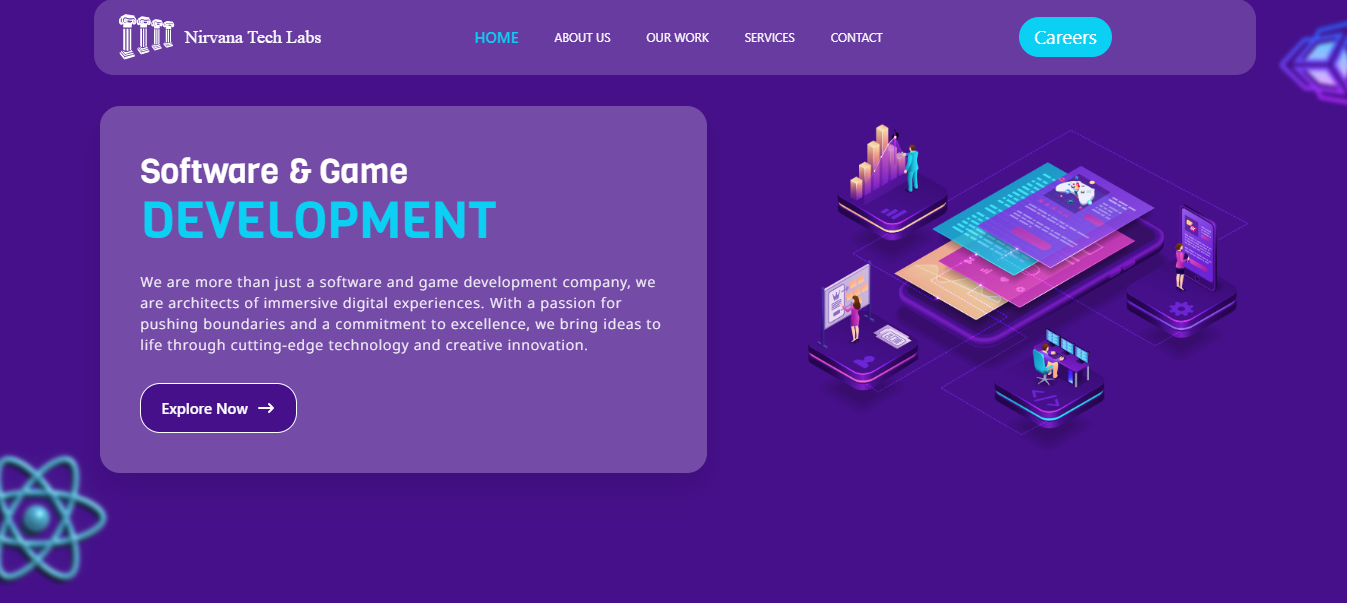 Nirvana Tech Labs
HOME
ABOUT US
OUR WORK
SERVICES
CONTACT
Careers
Software & Game
DEVELOPMENT
We are more than just a software and game development company, we
are architects of immersive digital experiences. With a passion for
pushing boundaries and a commitment to excellence, we bring ideas to
life through cutting-edge technology and creative innovation.
Explore Now →